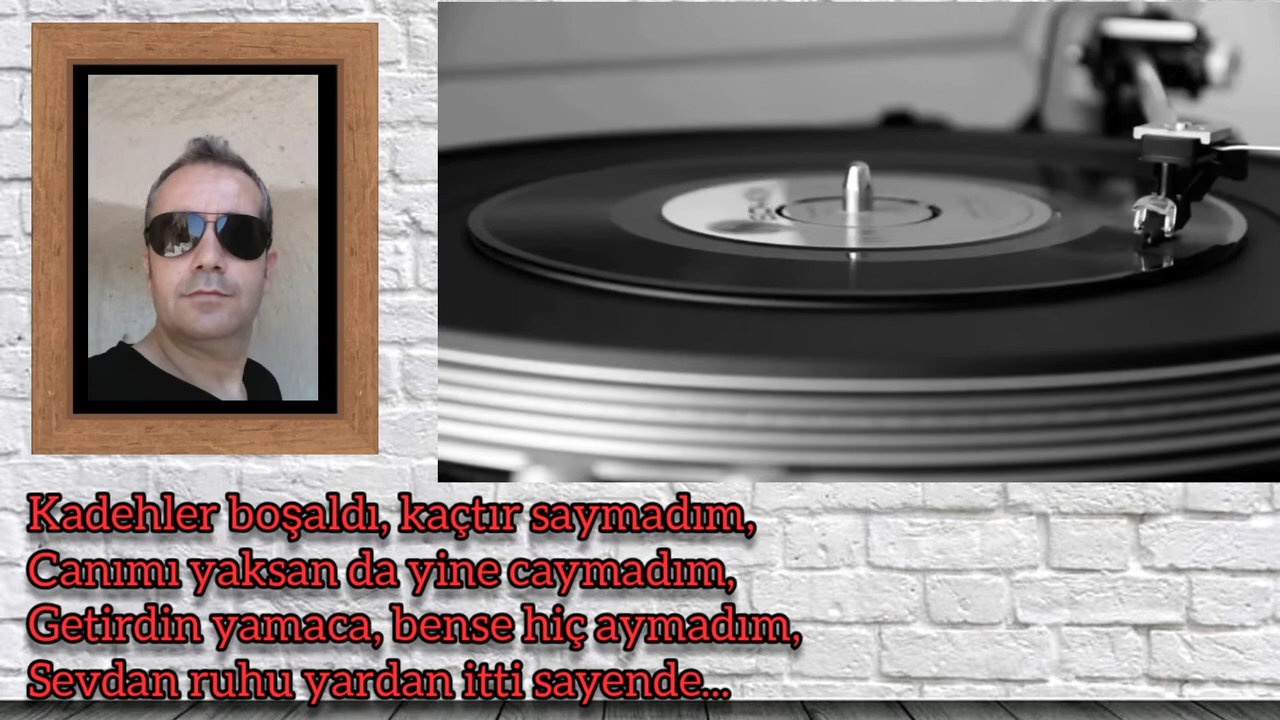 Kadehler boşaldı, kaçtır saymadım,
Canımı yaksan da yine caymadım,
Getirdin yamaca, bense hiç aymadım,
Sevdan ruhu yardan itti sayende...